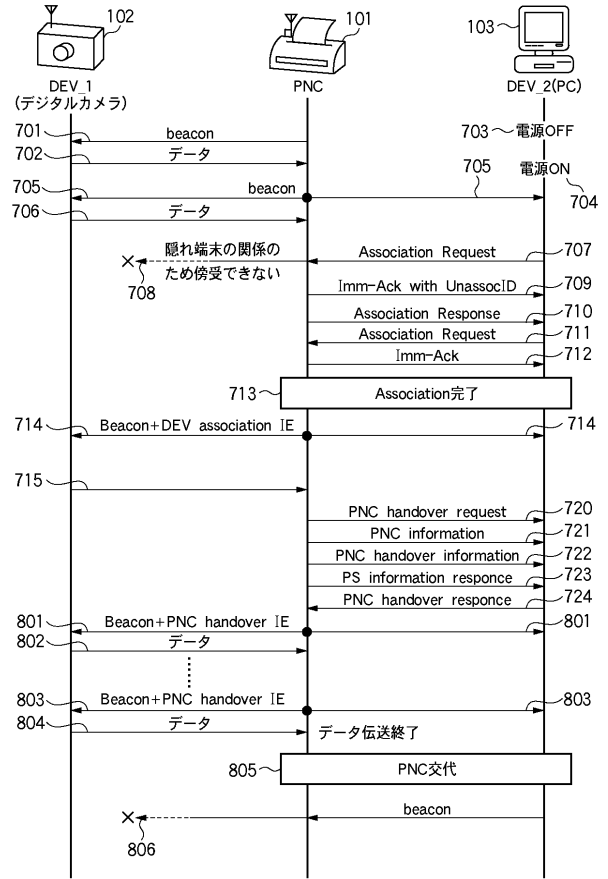 102
101
103
DEV_1
(デジタルカメラ)
PNC
DEV_2(PC)
701
beacon
703
電源OFF
702
データ
電源ON
704
705
beacon
705
706
データ
隠れ端末の関係の
ため傍受できない
708
Association Request
707
Imm-Ack with UnassocID
709
Association Response
710
Association Request
711
Imm-Ack
712
713
Association完了
714
Beacon+DEV association IE
714
715
PNC handover request
720
PNC information
721
PNC handover information
722
PS information responce
723
PNC handover responce
724
801
Beacon+PNC handover IE
801
802
データ
803
Beacon+PNC handover IE
803
804
データ
データ伝送終了
805
PNC交代
beacon
806